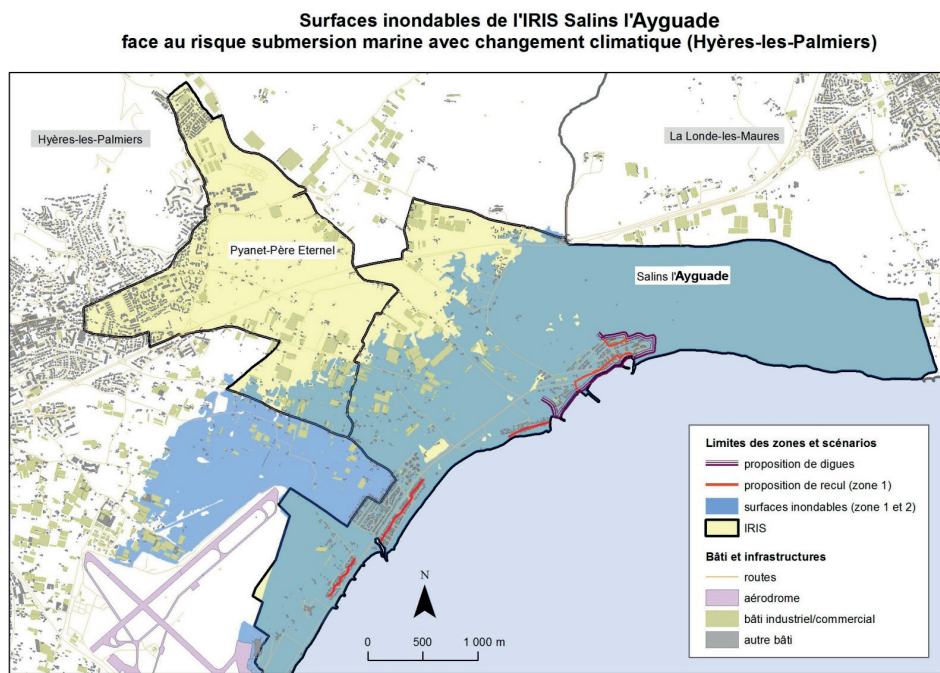 Surfaces inondables de l'IRIS Salins l'Ayguade
face au risque submersion marine avec changement climatique (Hyères-les-Palmiers)
Hyères-les-Palmiers
La Londe-les-Maures
Pyanet-Père Eternel
Salins l'Ayguade
Limites des zones et scénarios
proposition de digues
proposition de recul (zone 1)
surfaces inondables (zone 1 et 2)
IRIS
Bâti et infrastructures
routes
aérodrome
bâti industriel/commercial
autre bâti
N
0 500 1 000 m